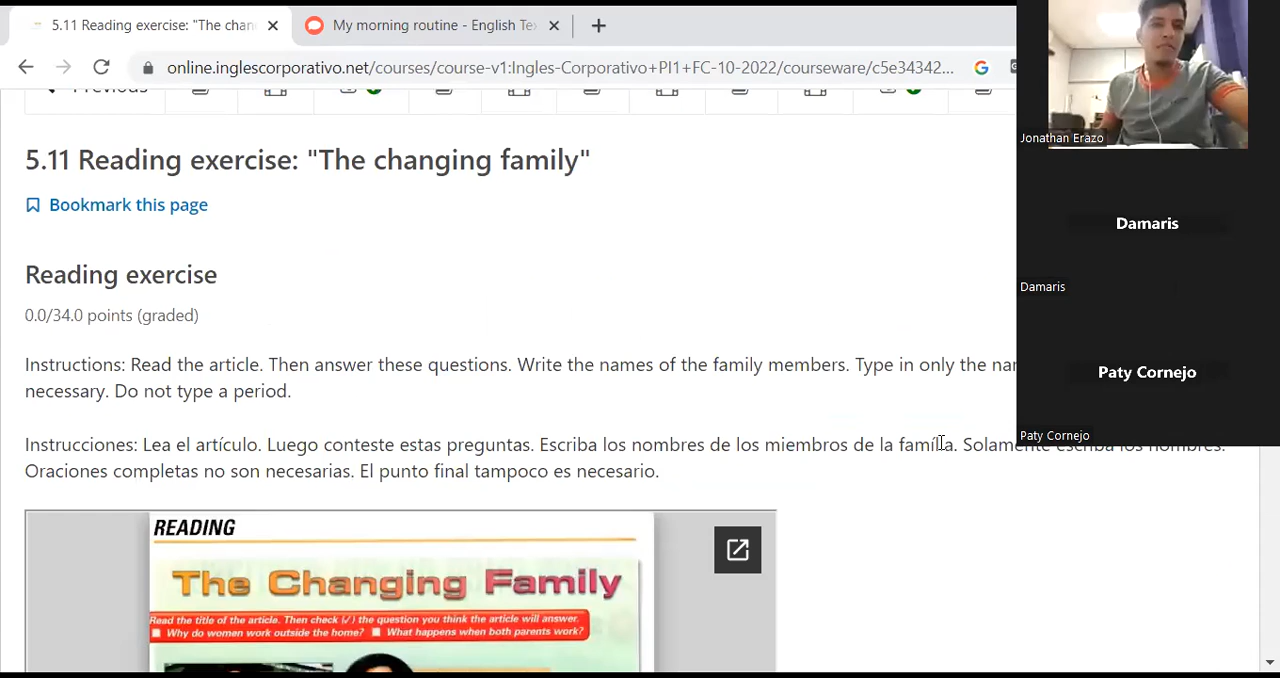 5.11 Reading exercise: "The chan
My morning routine - English Te
online.inglescorporativo.net/courses/course-v1:Ingles-Corporativo+PI1+FC-10-2022/courseware/c5e34342...
Previous
5.11 Reading exercise: "The changing family"
Bookmark this page
Reading exercise
0.0/34.0 points (graded)
Instructions: Read the article. Then answer these questions. Write the names of the family members. Type in only the
necessary. Do not type a period.
Instrucciones: Lea el artículo. Luego conteste estas preguntas. Escriba los nombres de los miembros de la familia. Solamente escriba los nombres.
Oraciones completas no son necesarias. El punto final tampoco es necesario.
READING
The Changing Family
Read the title of the article. Then check (✓) the question you think the article will answer.
Why do women work outside the home? What happens when both parents work?
Jonathan Erazo
Damaris
Damaris
Paty Cornejo
Paty Cornejo